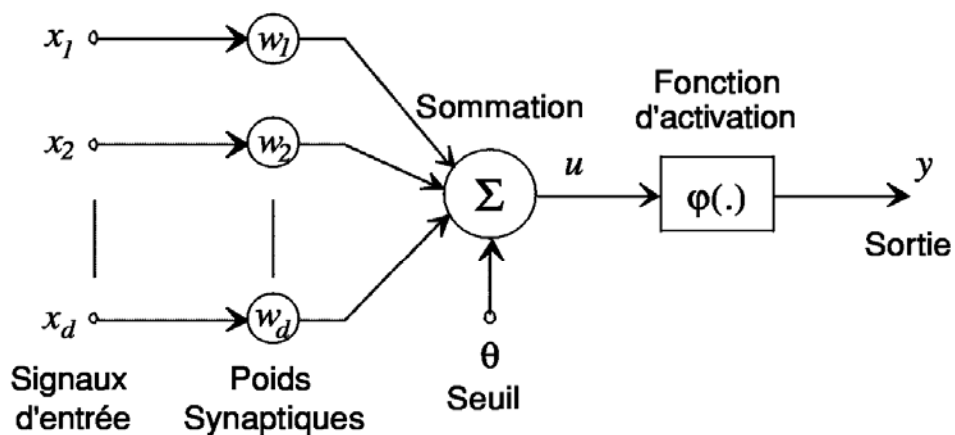 x1
w1
Sommation
Fonction
d'activation
x2
w2
Σ
u
φ(.)
y
Sortie
xd
wd
θ
Seuil
Signaux
d'entrée
Poids
Synaptiques